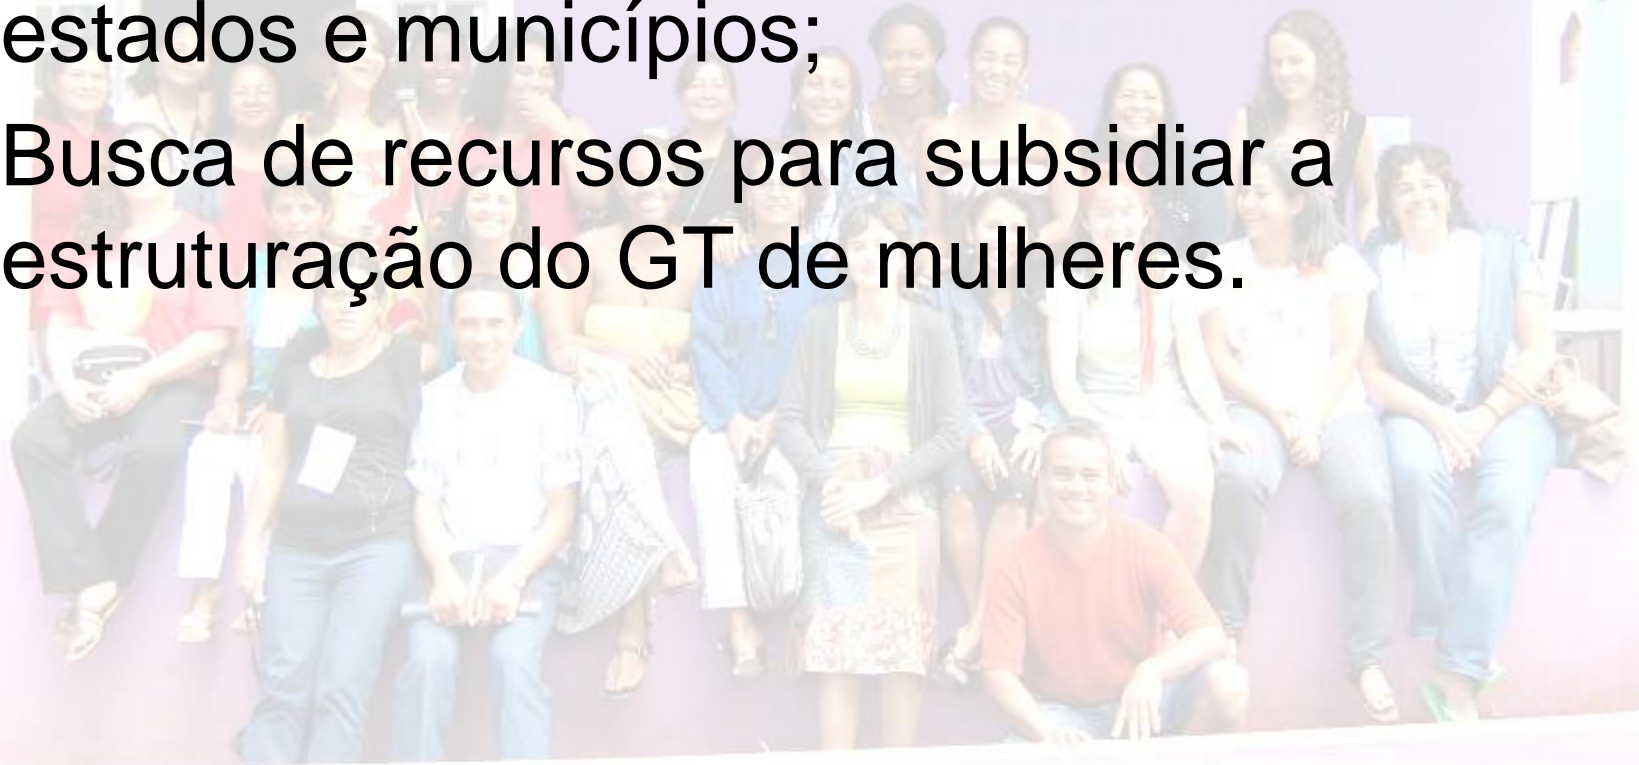 estados e municípios;
Busca de recursos para subsidiar a
estruturação do GT de mulheres.